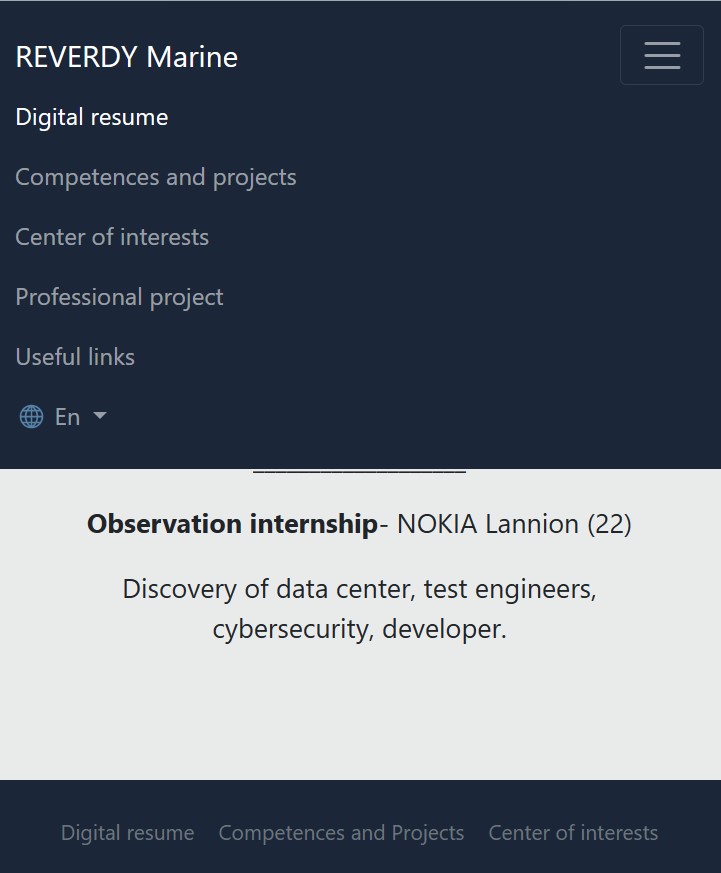 REVERDY Marine
Digital resume
Competences and projects
Center of interests
Professional project
Useful links
En
Observation internship- NOKIA Lannion (22)
Discovery of data center, test engineers,
cybersecurity, developer.
Digital resume Competences and Projects Center of interests